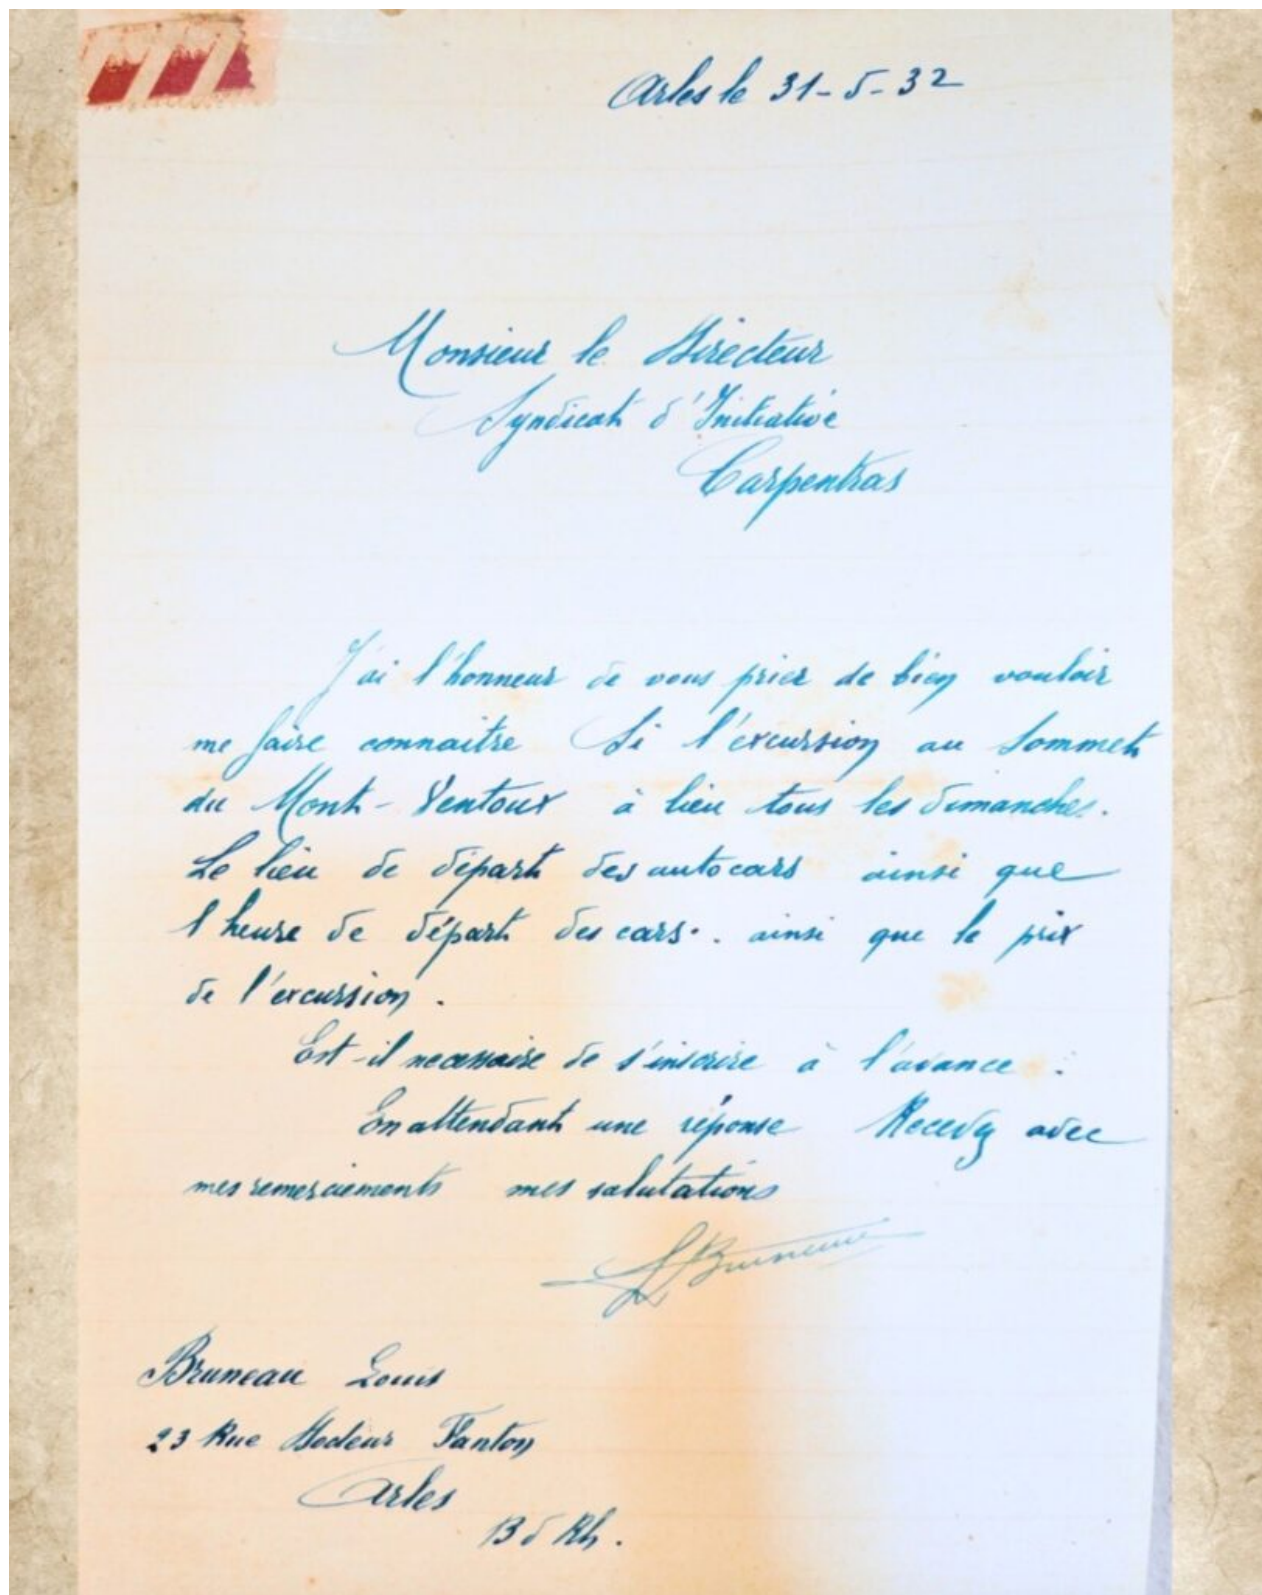 Arles le 31-5-32
Monsieur le Directeur
Syndicat d'Initiative
Carpentras
J'ai l'honneur de vous prier de bien vouloir
me faire connaitre Si l'excursion au Sommet
du Mont-Ventoux à lieu tous les dimanches.
Le lieu de départ des autocars ainsi que
l'heure de départ des cars. ainsi que le prix
de l'excursion.
Est-il necessaire de s'inscrire à l'avance :
En attendant une réponse Recevez avec
mes remerciements mes salutations
LBruneau
Bruneau Louis
23 Rue Docteur Fanton
Arles
B d Rh.